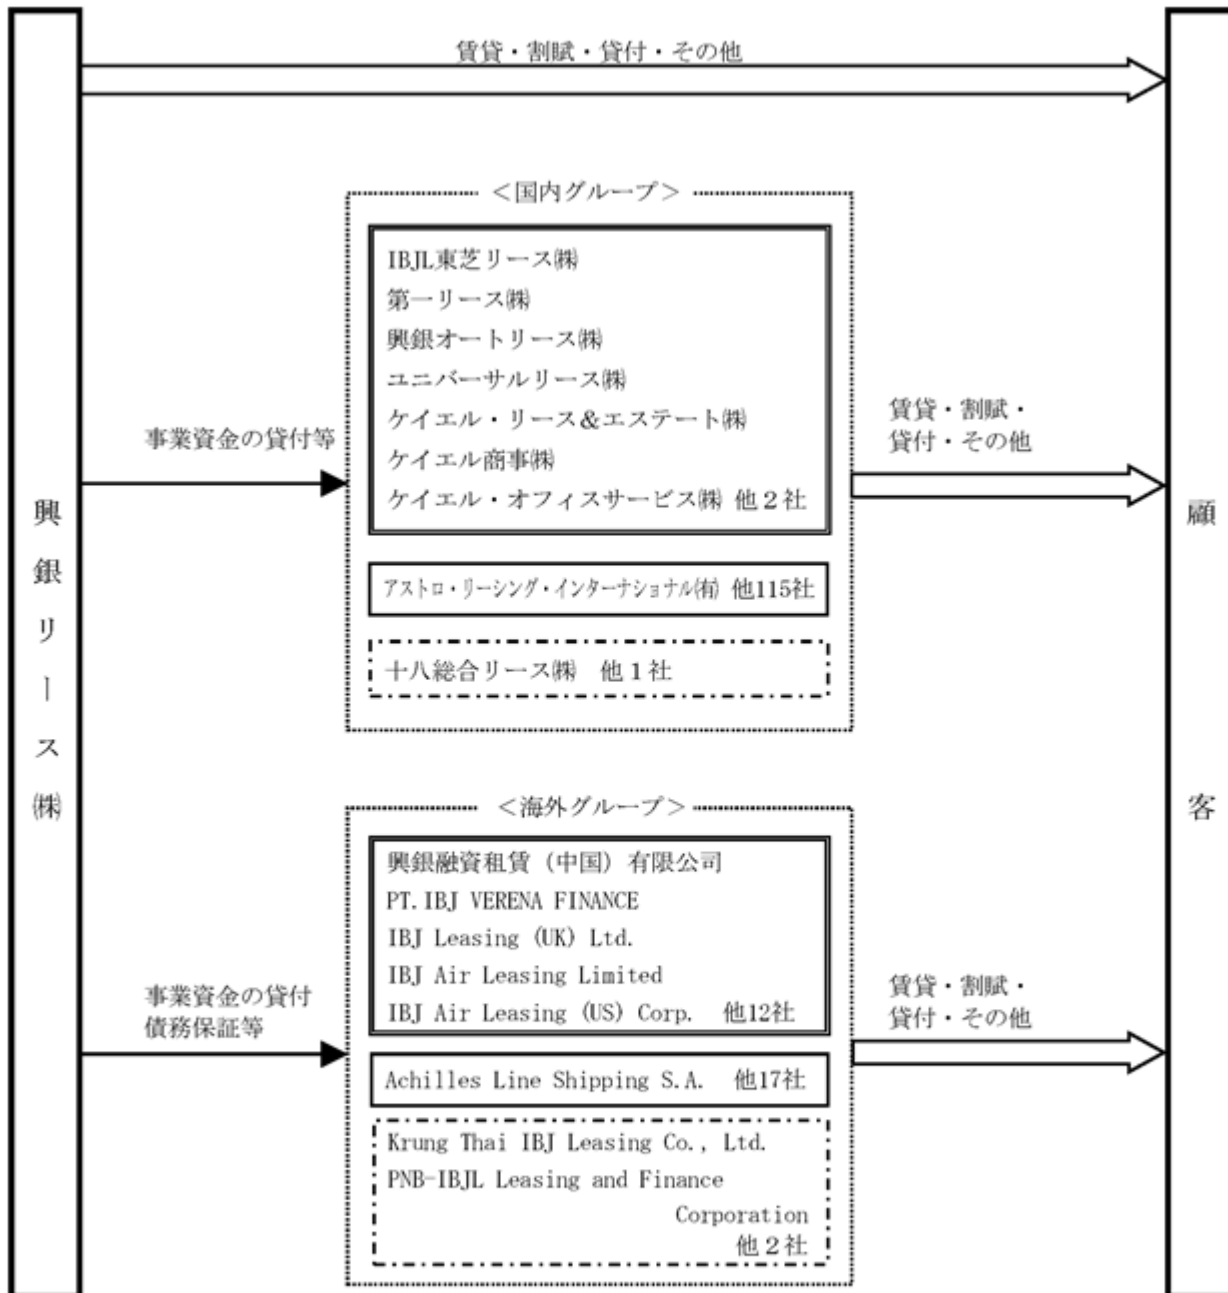 賃貸・割賦・貸付・その他
興銀リース㈱
＜国内グループ＞
IBJL東芝リース㈱
第一リース㈱
興銀オートリース㈱
ユニバーサルリース㈱
ケイエル・リース＆エステート㈱
ケイエル商事㈱
ケイエル・オフィスサービス㈱ 他２社
アストロ・リーシング・インターナショナル㈲ 他115社
十八総合リース㈱　他１社
事業資金の貸付等
賃貸・割賦・
貸付・その他
＜海外グループ＞
興銀融資租賃（中国）有限公司
PT.IBJ VERENA FINANCE
IBJ Leasing (UK) Ltd.
IBJ Air Leasing Limited
IBJ Air Leasing (US) Corp.　他12社
Achilles Line Shipping S.A.　他17社
Krung Thai IBJ Leasing Co., Ltd.
PNB-IBJL Leasing and Finance
Corporation
他２社
事業資金の貸付
債務保証等
賃貸・割賦・
貸付・その他
顧客